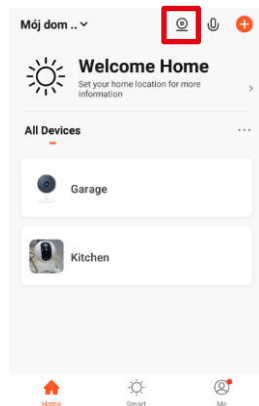 Mój dom .. 
Welcome Home
Set your home location for more
information
All Devices
Garage
Kitchen
Home
Smart
Me